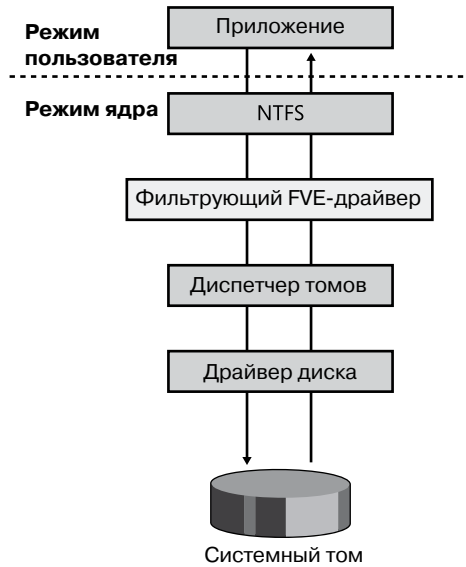 Приложение
Режим
пользователя
Режим ядра
NTFS
Фильтрующий FVE-драйвер
Диспетчер томов
Драйвер диска
Системный том